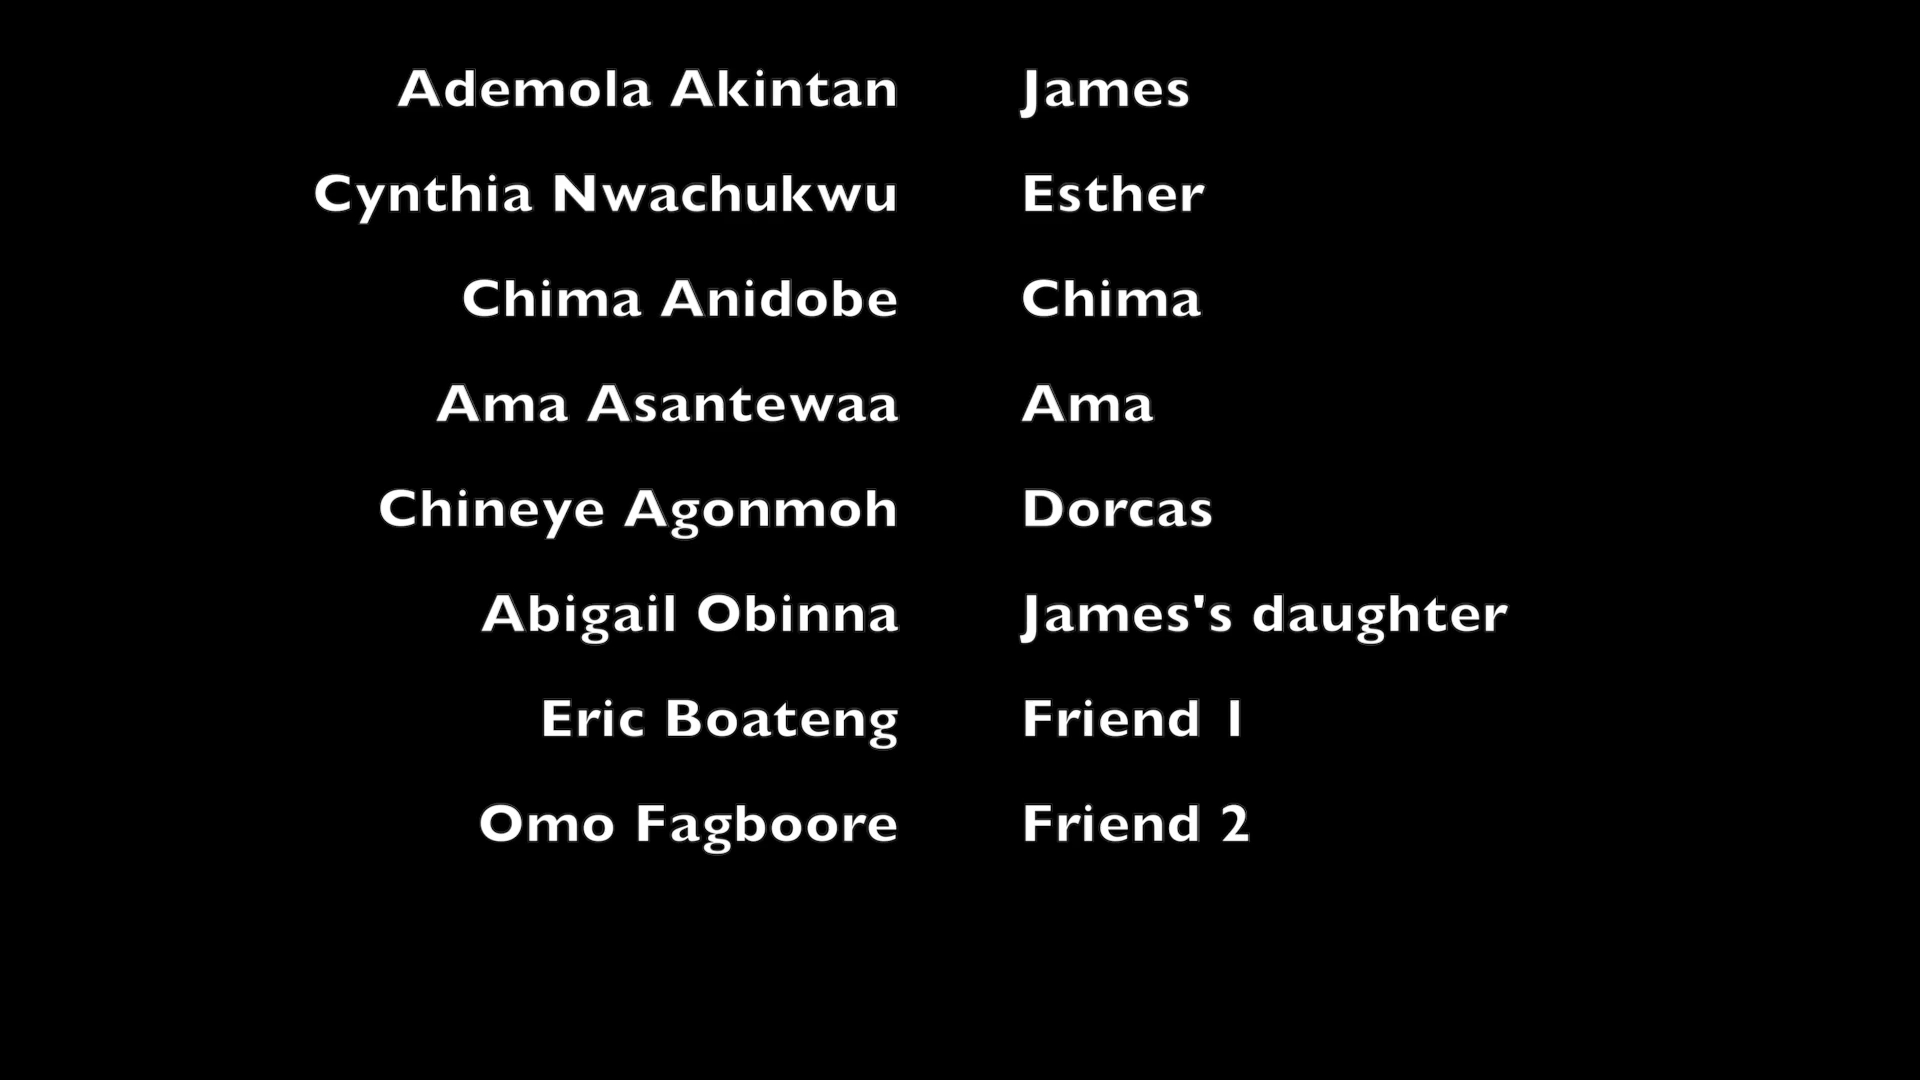 Ademola Akintan James
Cynthia Nwachukwu Esther
Chima Anidobe Chima
Ama Asantewaa Ama
Chineye Agonmoh Dorcas
Abigail Obinna James's daughter
Eric Boateng Friend 1
Omo Fagboore Friend 2